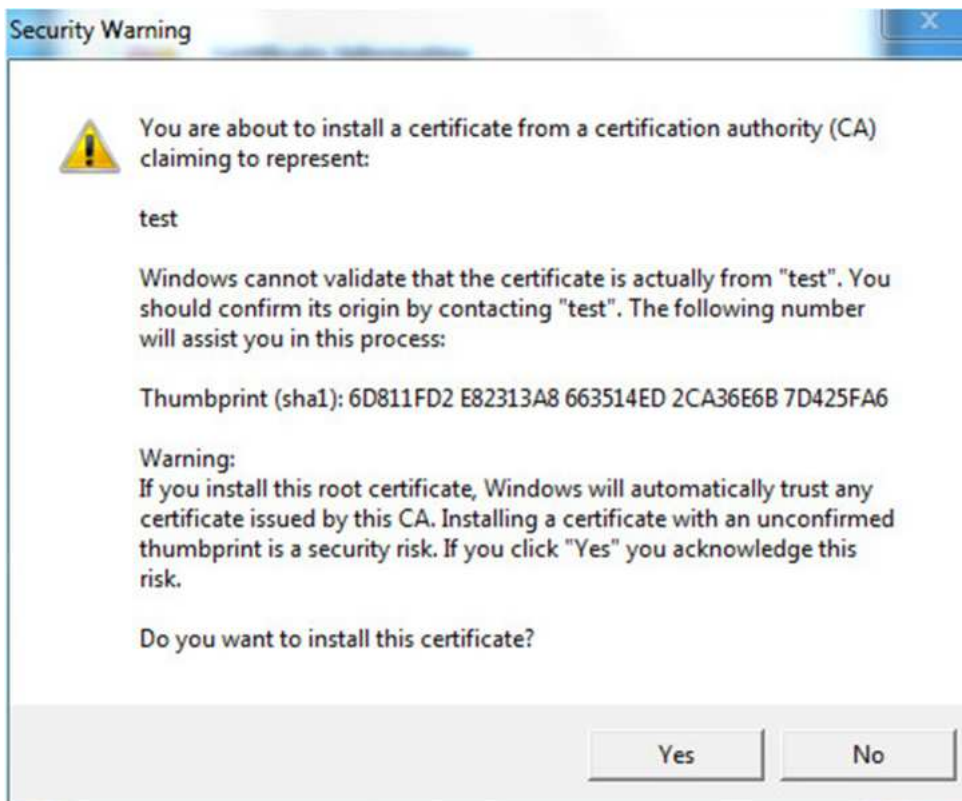 Security Warning
You are about to install a certificate from a certification authority (CA)
claiming to represent:
test
Windows cannot validate that the certificate is actually from "test". You
should confirm its origin by contacting "test". The following number
will assist you in this process:
Thumbprint (sha1): 6D811FD2 E82313A8 663514ED 2CA36E6B 7D425FA6
Warning:
If you install this root certificate, Windows will automatically trust any
certificate issued by this CA. Installing a certificate with an unconfirmed
thumbprint is a security risk. If you click "Yes" you acknowledge this
risk.
Do you want to install this certificate?
Yes No